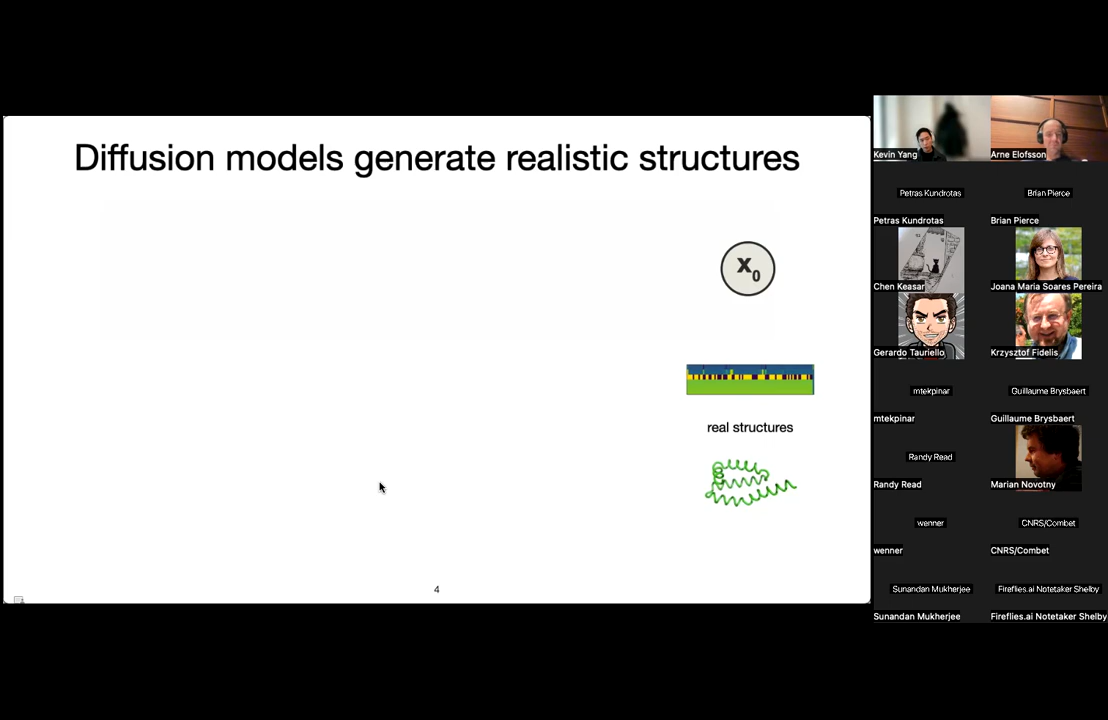 Diffusion models generate realistic structures
x0
real structures
4
Kevin Yang
Arne Elofsson
Petras Kundrotas
Brian Pierce
Petras Kundrotas
Brian Pierce
Chen Keasar
Joana Maria Soares Pereira
Gerardo Tauriello
Krzysztof Fidelis
mtekpinar
Guillaume Brysbaert
mtekpinar
Guillaume Brysbaert
Randy Read
Randy Read
Marian Novotny
wenner
CNRS/Combet
wenner
CNRS/Combet
Sunandan Mukherjee
Fireflies.ai Notetaker Shelby
Sunandan Mukherjee
Fireflies.ai Notetaker Shelby